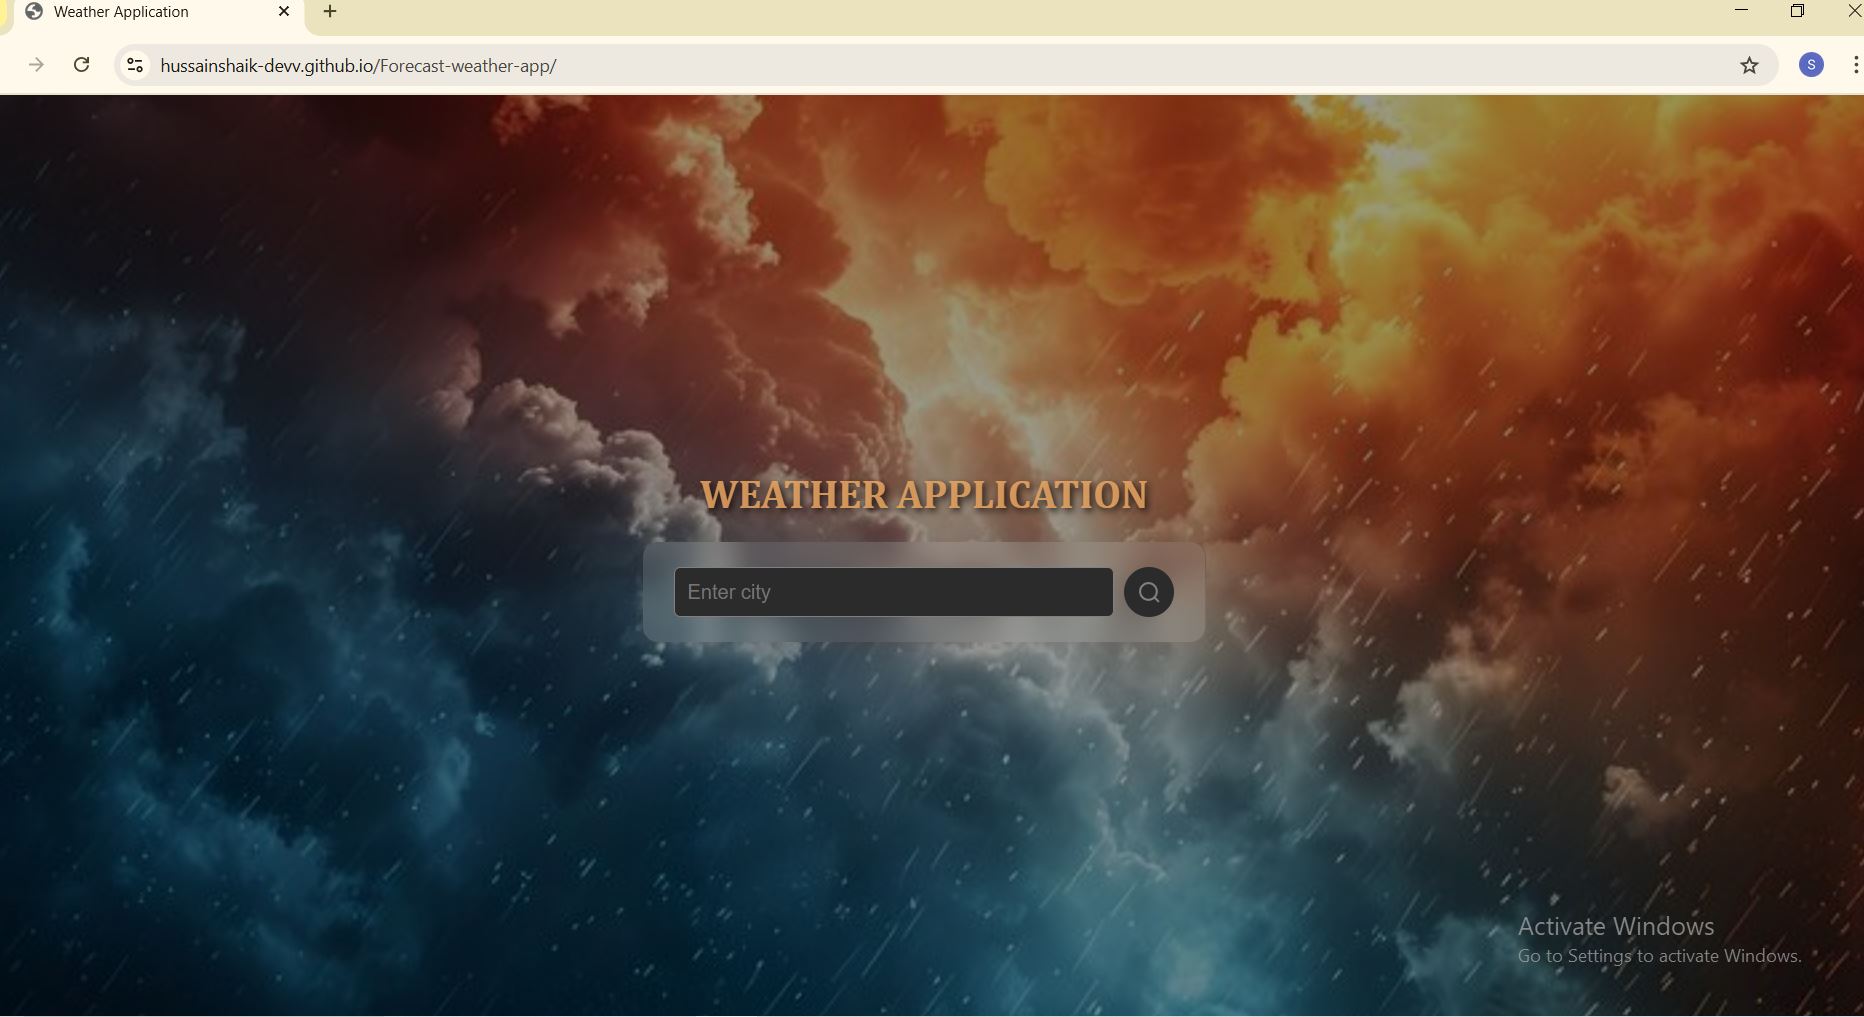 Weather Application
hussainshaik-devv.github.io/Forecast-weather-app/
S
WEATHER APPLICATION
Enter city
Activate Windows
Go to Settings to activate Windows.